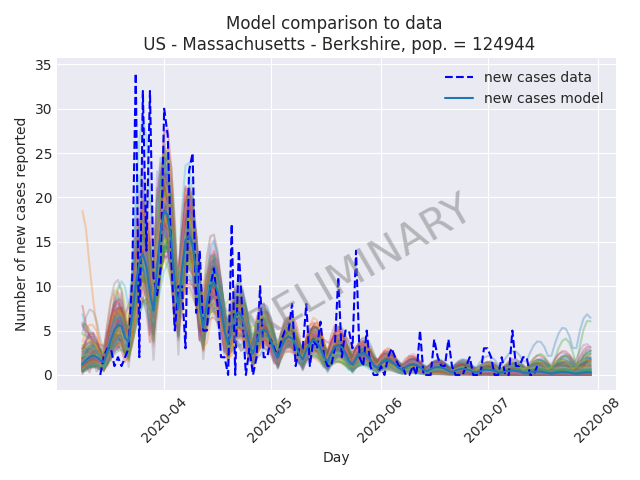 Model comparison to data
US - Massachusetts - Berkshire, pop. = 124944
35
30
25
20
15
10
5
0
Number of new cases reported
new cases data
new cases model
PRELIMINARY
2020-04
2020-05
2020-06
2020-07
2020-08
Day